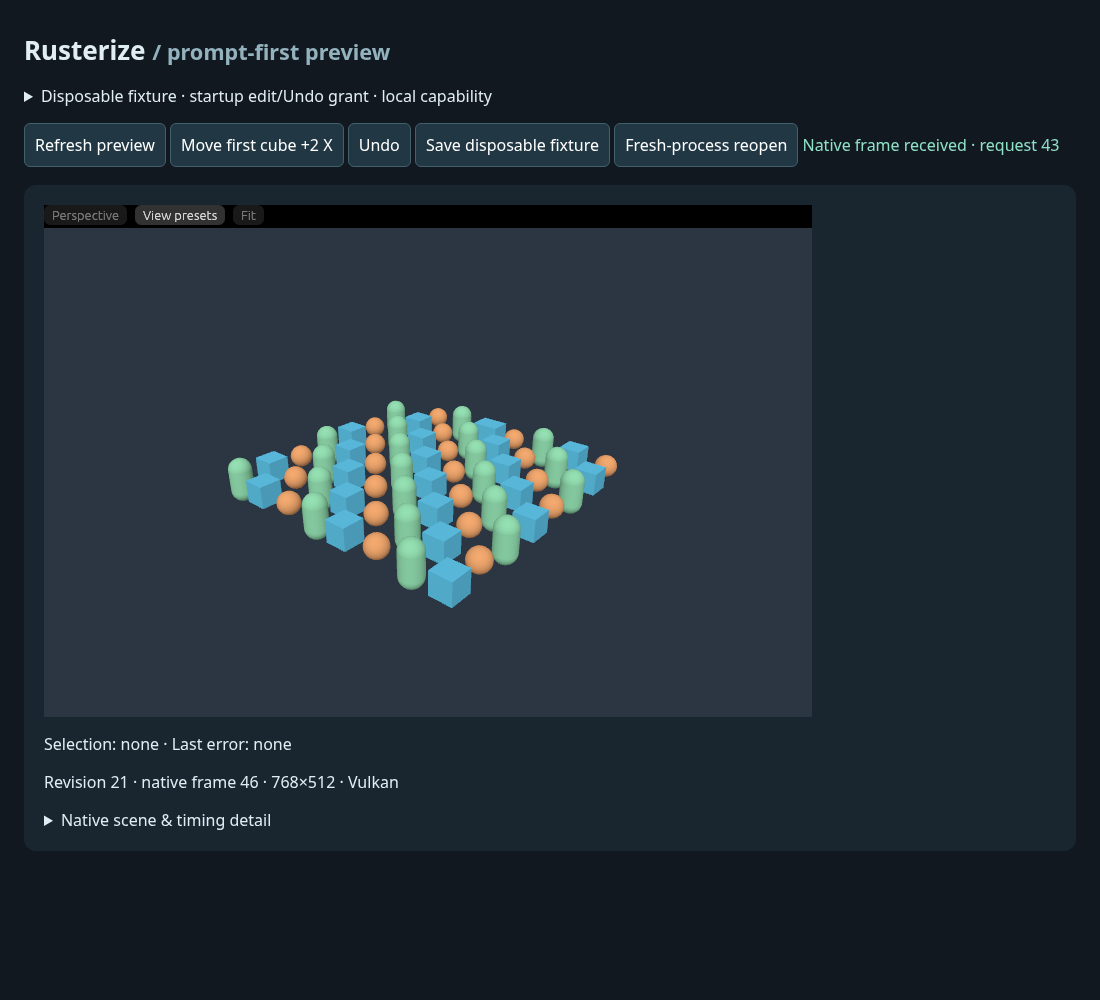 Rusterize / prompt-first preview
▶ Disposable fixture · startup edit/Undo grant · local capability
Refresh preview Move first cube +2 X Undo Save disposable fixture Fresh-process reopen Native frame received · request 43
Perspective View presets Fit
Selection: none · Last error: none
Revision 21 · native frame 46 · 768×512 · Vulkan
▶ Native scene & timing detail